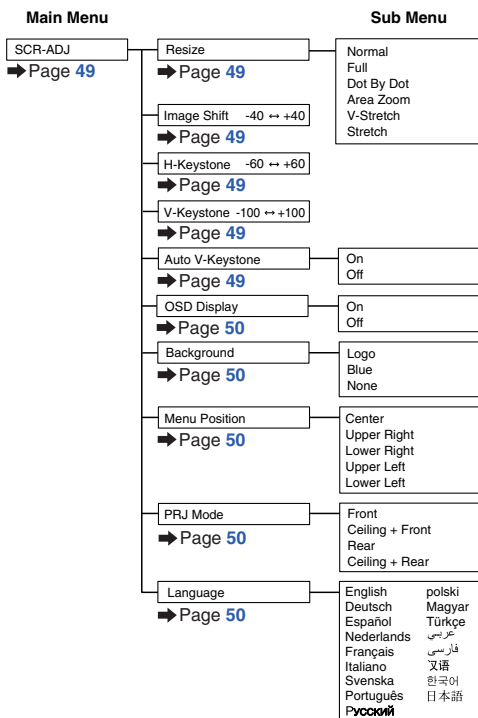 Main Menu
Sub Menu
SCR-ADJ
➡Page 49
Resize
➡Page 49
Normal
Full
Dot By Dot
Area Zoom
V-Stretch
Stretch
Image Shift -40 ↔ +40
➡Page 49
H-Keystone -60 ↔ +60
➡Page 49
V-Keystone -100 ↔ +100
➡Page 49
Auto V-Keystone
➡Page 49
On
Off
OSD Display
➡Page 50
On
Off
Background
➡Page 50
Logo
Blue
None
Menu Position
➡Page 50
Center
Upper Right
Lower Right
Upper Left
Lower Left
PRJ Mode
➡Page 50
Front
Ceiling + Front
Rear
Ceiling + Rear
Language
➡Page 50
English polski
Deutsch Magyar
Español Türkçe
Nederlands عربي
Français فارسی
Italiano 汉语
Svenska 한국어
Português 日本語
Русский